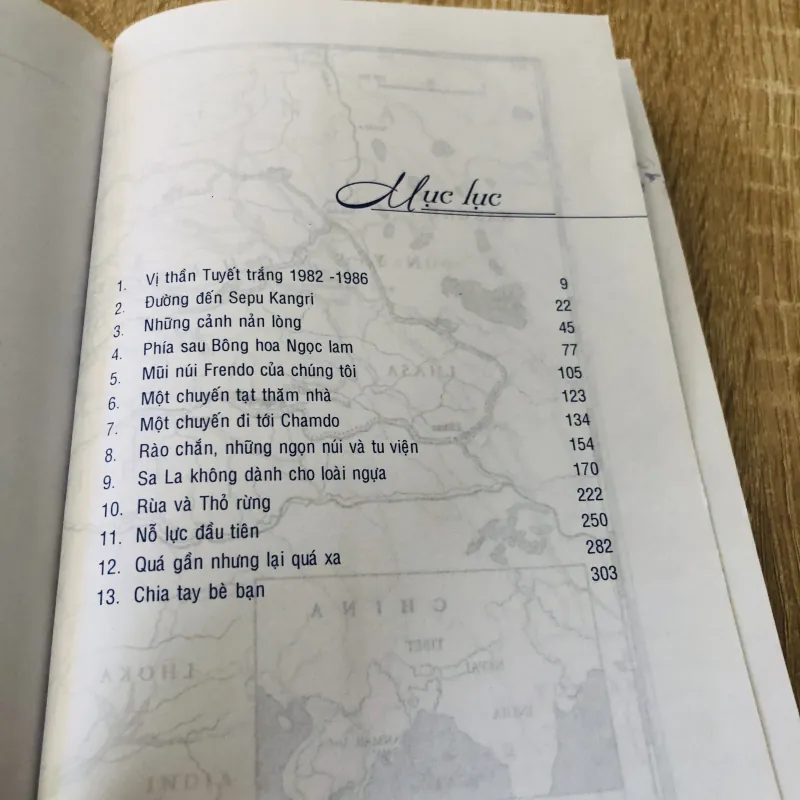 Mục lục
1. Vị thần Tuyết trắng 1982 -1986 9
2. Đường đến Sepu Kangri 22
3. Những cảnh nản lòng 45
4. Phía sau Bông hoa Ngọc lam 77
5. Mũi núi Frendo của chúng tôi 105
6. Một chuyến tạt thăm nhà 123
7. Một chuyến đi tới Chamdo 134
8. Rào chắn, những ngọn núi và tu viện 154
9. Sa La không dành cho loài ngựa 170
10. Rùa và Thỏ rừng 222
11. Nỗ lực đầu tiên 250
12. Quá gần nhưng lại quá xa 282
13. Chia tay bè bạn 303
LHASA
CHINA
TIBET
NEPAL
INDIA
LHOKA